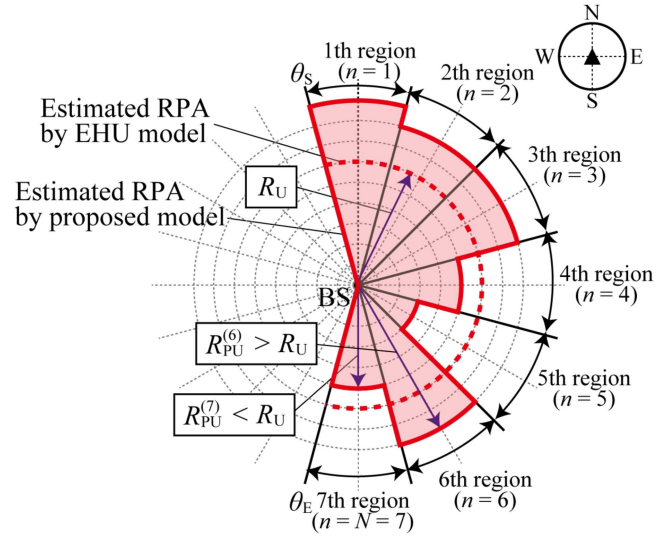 N
W E
S
1th region
(n = 1)
θS
2th region
(n = 2)
Estimated RPA
by EHU model
3th region
(n = 3)
RU
Estimated RPA
by proposed model
4th region
(n = 4)
BS
R(6)PU > RU
R(7)PU < RU
5th region
(n = 5)
6th region
(n = 6)
θE
7th region
(n = N = 7)